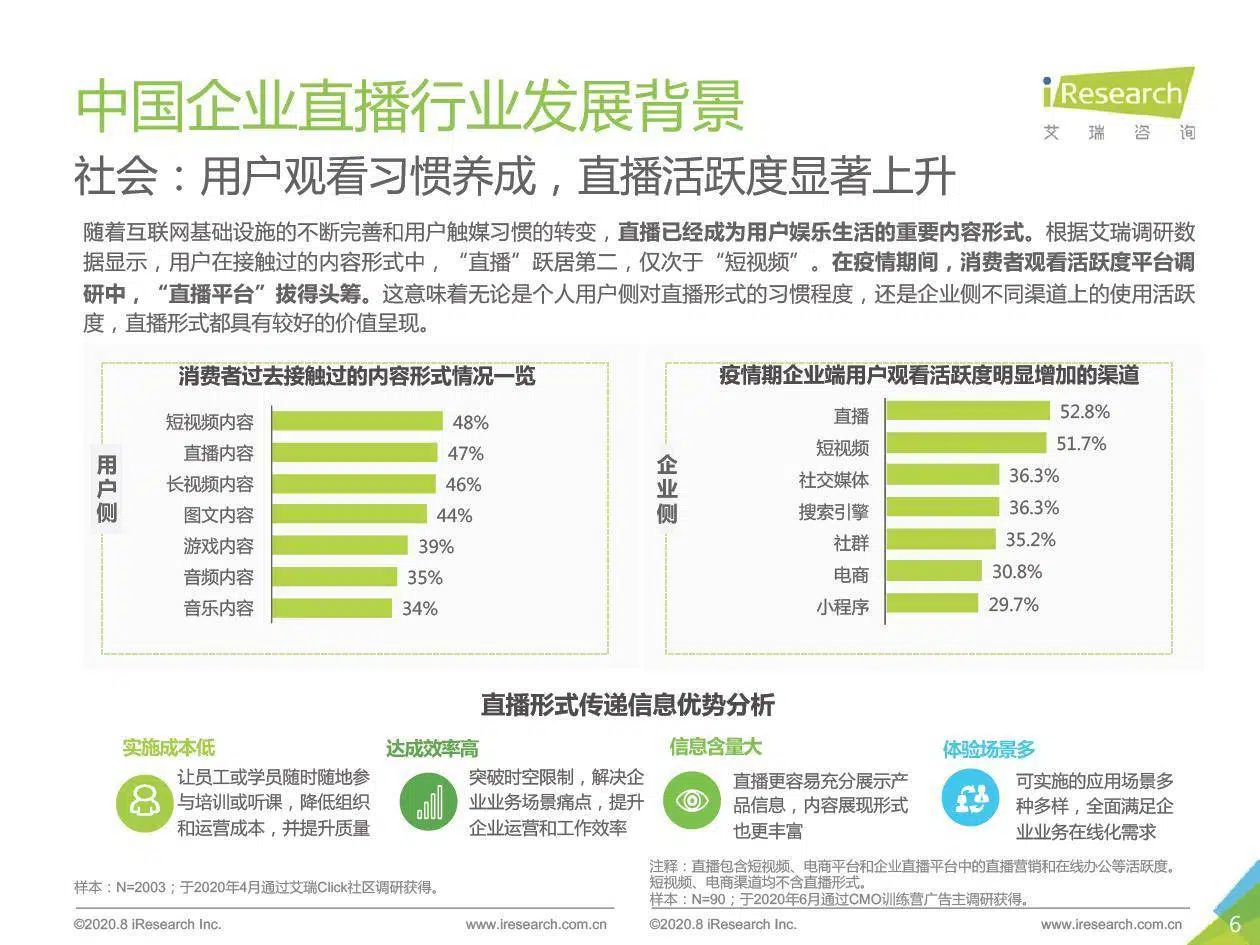 中国企业直播行业发展背景
iResearch
艾瑞咨询
社会：用户观看习惯养成，直播活跃度显著上升
随着互联网基础设施的不断完善和用户触媒习惯的转变，直播已经成为用户娱乐生活的重要内容形式。根据艾瑞调研数
据显示，用户在接触过的内容形式中，“直播”跃居第二，仅次于“短视频”。在疫情期间，消费者观看活跃度平台调
研中，“直播平台”拔得头筹。这意味着无论是个人用户侧对直播形式的习惯程度，还是企业侧不同渠道上的使用活跃
度，直播形式都具有较好的价值呈现。
消费者过去接触过的内容形式情况一览
用户侧
短视频内容 48%
直播内容 47%
长视频内容 46%
图文内容 44%
游戏内容 39%
音频内容 35%
音乐内容 34%
疫情期企业端用户观看活跃度明显增加的渠道
企业侧
直播 52.8%
短视频 51.7%
社交媒体 36.3%
搜索引擎 36.3%
社群 35.2%
电商 30.8%
小程序 29.7%
直播形式传递信息优势分析
实施成本低
让员工或学员随时随地参
与培训或听课，降低组织
和运营成本，并提升质量
达成效率高
突破时空限制，解决企
业业务场景痛点，提升
企业运营和工作效率
信息含量大
直播更容易充分展示产
品信息，内容展现形式
也更丰富
体验场景多
可实施的应用场景多
种多样，全面满足企
业业务在线化需求
样本：N=2003；于2020年4月通过艾瑞Click社区调研获得。
注释：直播包含短视频、电商平台和企业直播平台中的直播营销和在线办公等活跃度。
短视频、电商渠道均不含直播形式。
样本：N=90；于2020年6月通过CMO训练营广告主调研获得。
©2020.8 iResearch Inc. www.iresearch.com.cn
©2020.8 iResearch Inc. www.iresearch.com.cn
6